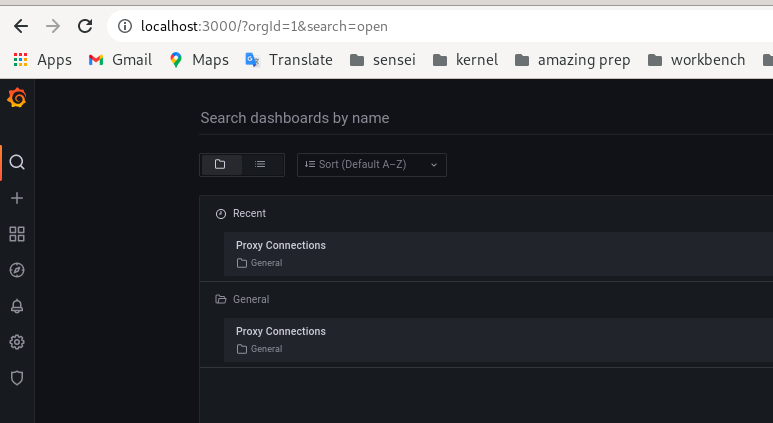 localhost:3000/?orgId=1&search=open
Apps Gmail Maps Translate sensei kernel amazing prep workbench
Search dashboards by name
Sort (Default A–Z)
Recent
Proxy Connections
General
General
Proxy Connections
General